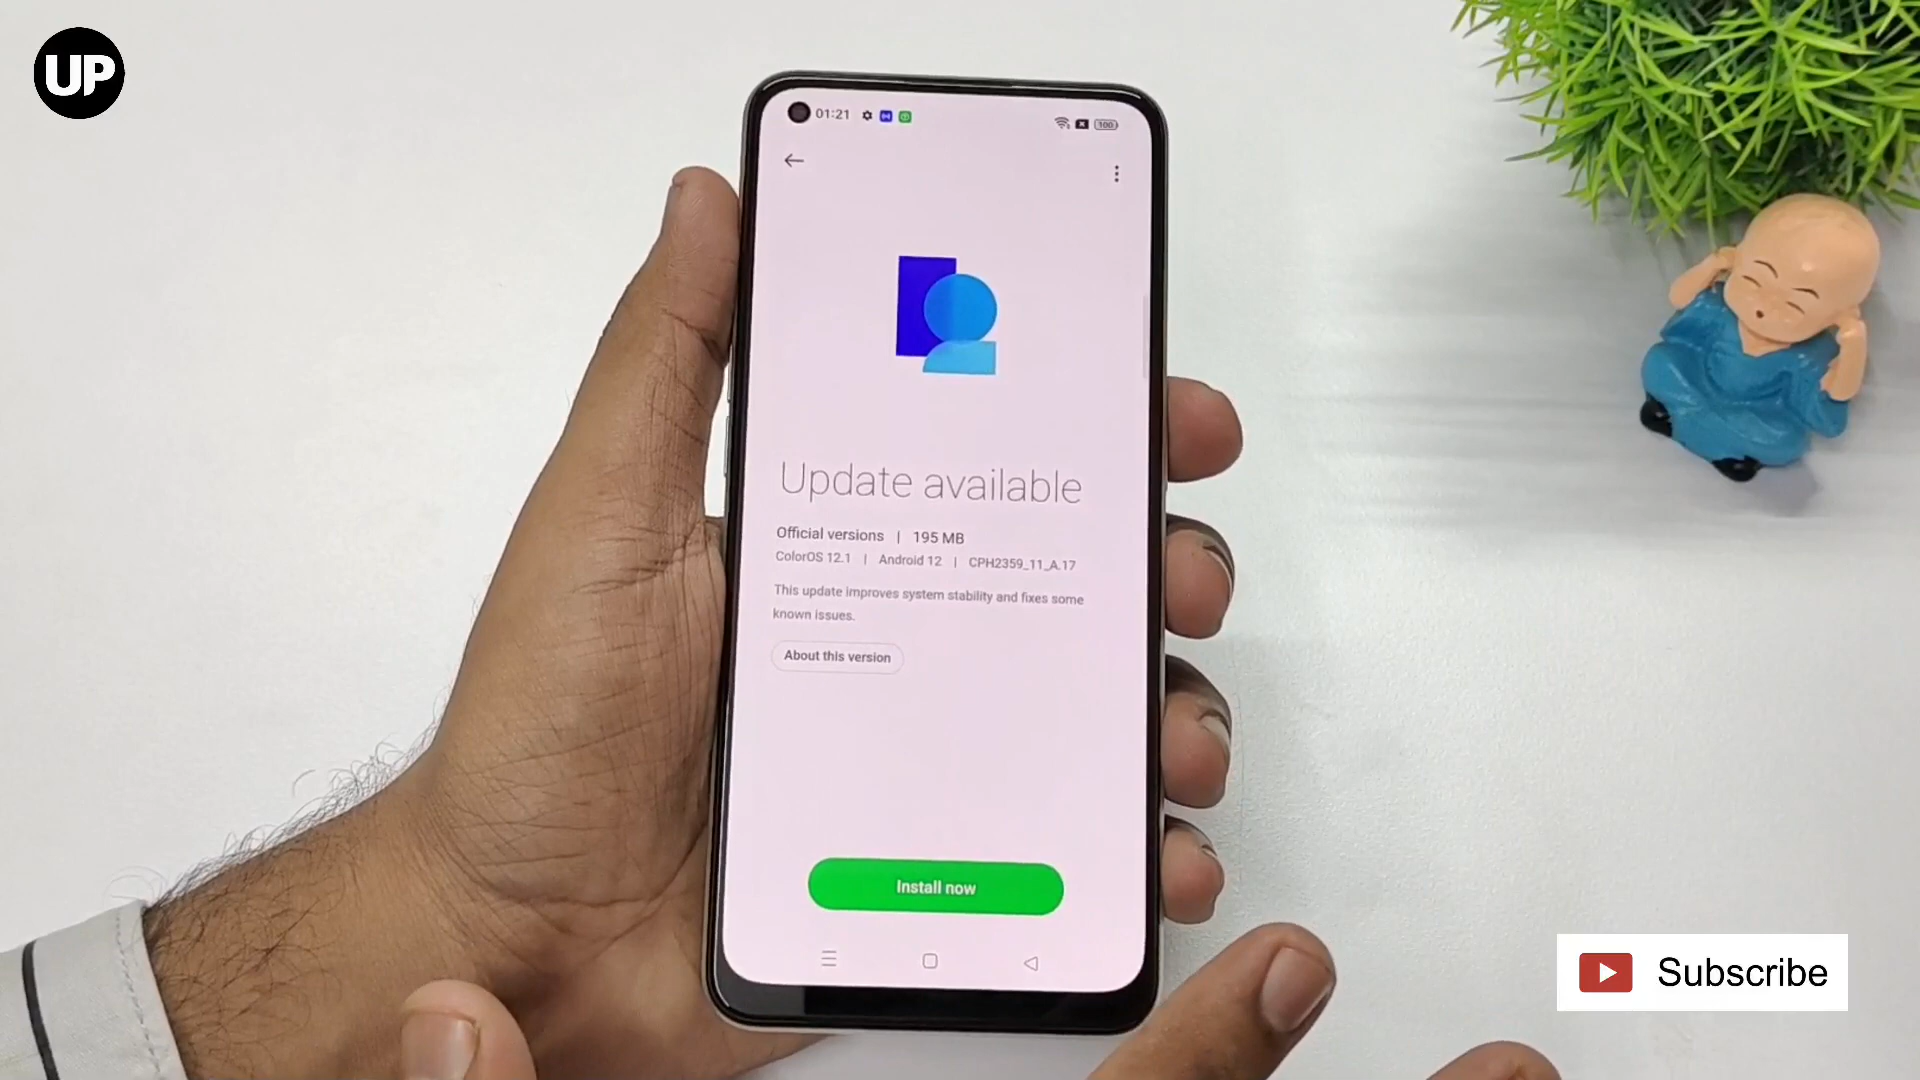 UP
01:21
100
Update available
Official versions | 195 MB
ColorOS 12.1 | Android 12 | CPH2359_11_A.17
This update improves system stability and fixes some
known issues.
About this version
Install now
Subscribe